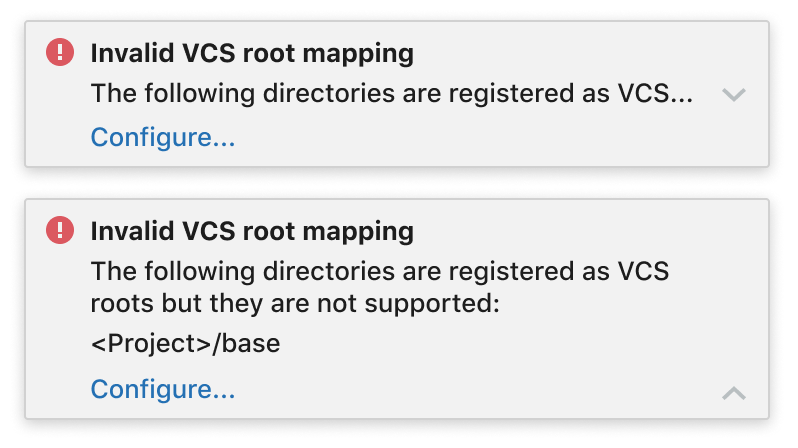 Invalid VCS root mapping
The following directories are registered as VCS...
Configure...
Invalid VCS root mapping
The following directories are registered as VCS
roots but they are not supported:
<Project>/base
Configure...